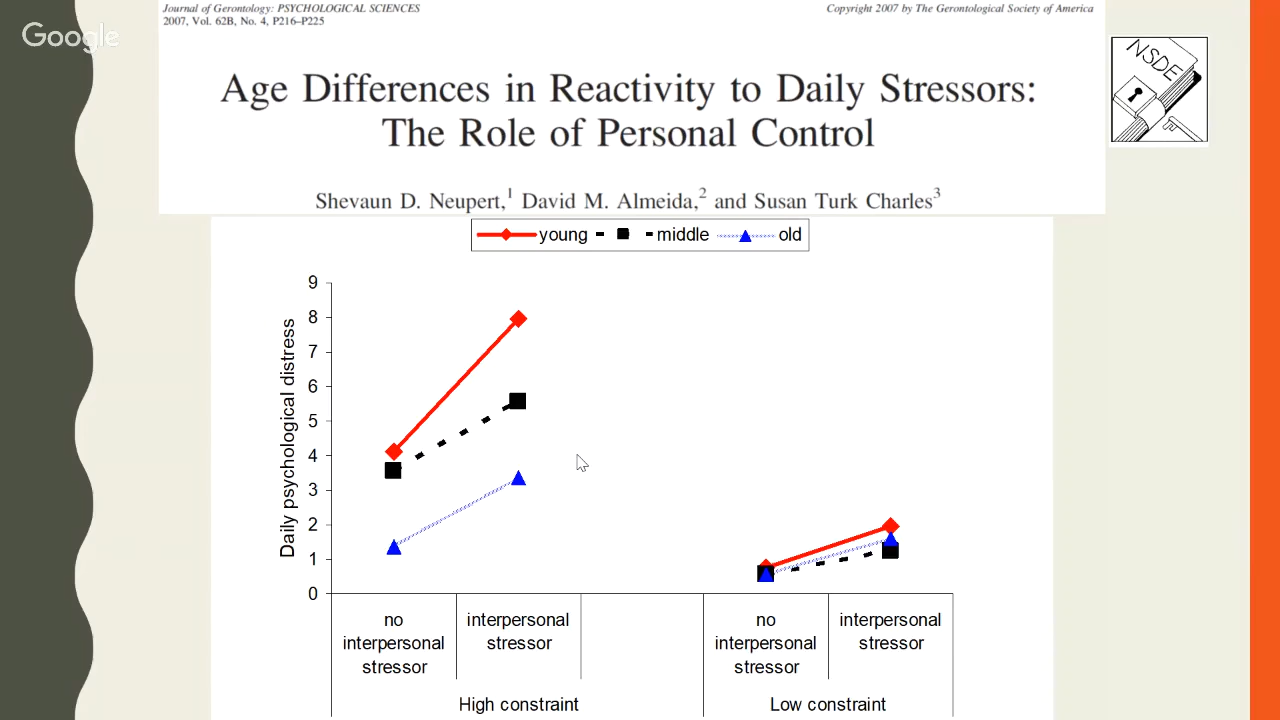 Journal of Gerontology: PSYCHOLOGICAL SCIENCES
2007, Vol. 62B, No. 4, P216–P225
Copyright 2007 by The Gerontological Society of America
Google
NSDE
Age Differences in Reactivity to Daily Stressors:
The Role of Personal Control
Shevaun D. Neupert,1 David M. Almeida,2 and Susan Turk Charles3
young middle old
Daily psychological distress
9
8
7
6
5
4
3
2
1
0
no interpersonal stressor
interpersonal stressor
no interpersonal stressor
interpersonal stressor
High constraint
Low constraint